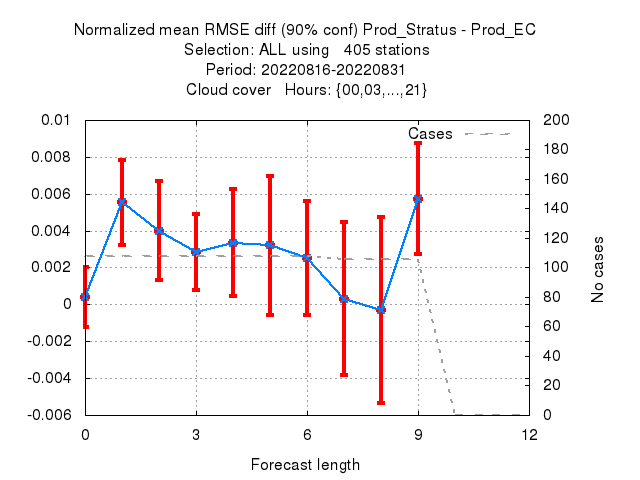 Normalized mean RMSE diff (90% conf) Prod_Stratus - Prod_EC
Selection: ALL using   405 stations
Period: 20220816-20220831
Cloud cover   Hours: {00,03,...,21}
Cases
0.01
0.008
0.006
0.004
0.002
0
-0.002
-0.004
-0.006
200
180
160
140
120
100
80
60
40
20
0
No cases
0 3 6 9 12
Forecast length